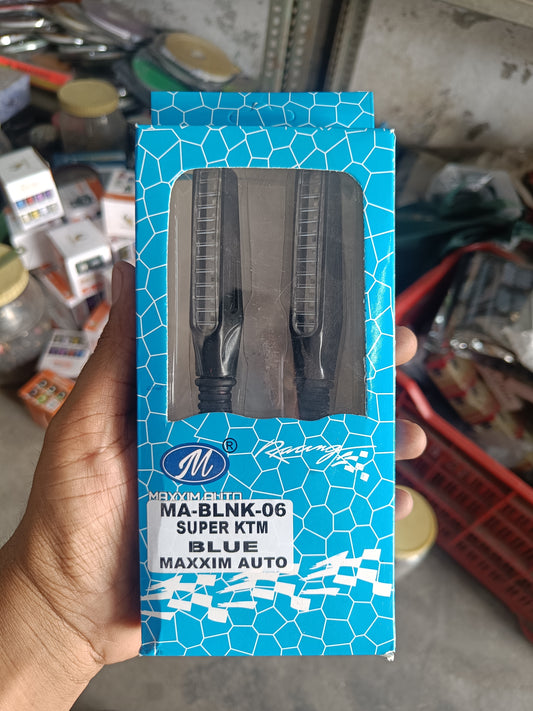 M®
Racing
MAXXIM AUTO
MA-BLNK-06
SUPER KTM
BLUE
MAXXIM AUTO